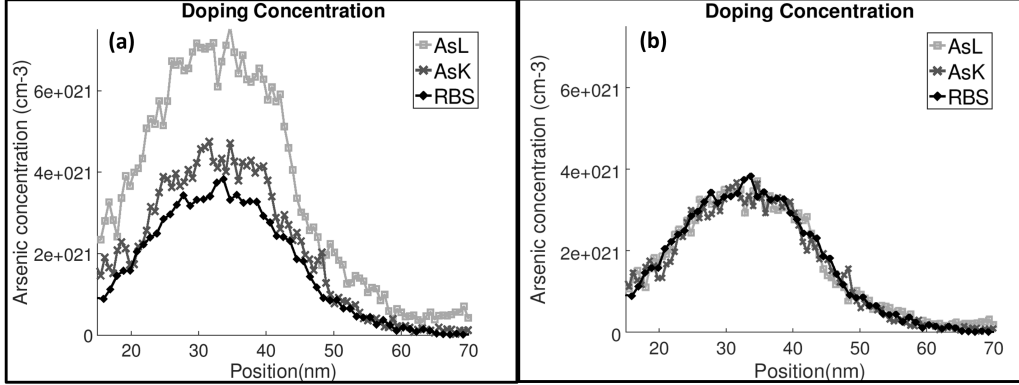 Doping Concentration
(a)
AsL
AsK
RBS
Arsenic concentration (cm-3)
6e+021
4e+021
2e+021
0
20
30
40
50
60
70
Position(nm)
Doping Concentration
(b)
AsL
AsK
RBS
Arsenic concentration (cm-3)
6e+021
4e+021
2e+021
0
20
30
40
50
60
70
Position(nm)